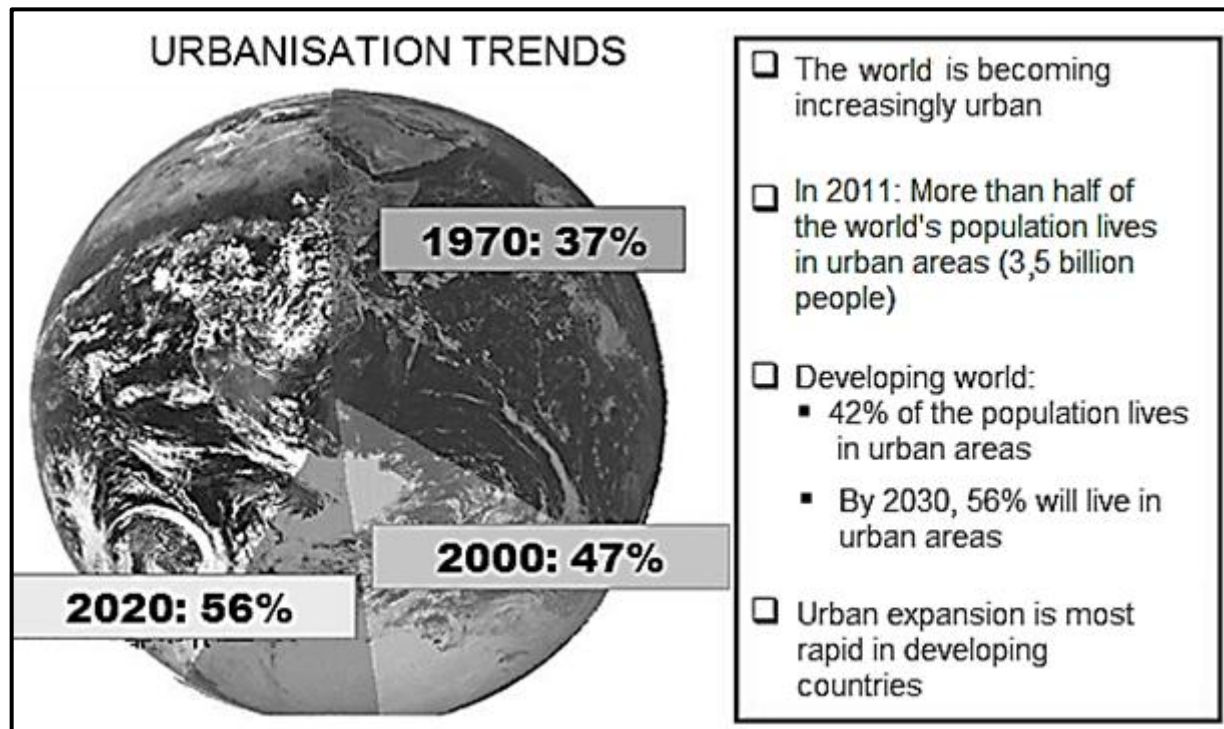 URBANISATION TRENDS
1970: 37%
2000: 47%
2020: 56%
❑ The world is becoming
increasingly urban
❑ In 2011: More than half of
the world's population lives
in urban areas (3,5 billion
people)
❑ Developing world:
▪ 42% of the population lives
in urban areas
▪ By 2030, 56% will live in
urban areas
❑ Urban expansion is most
rapid in developing
countries